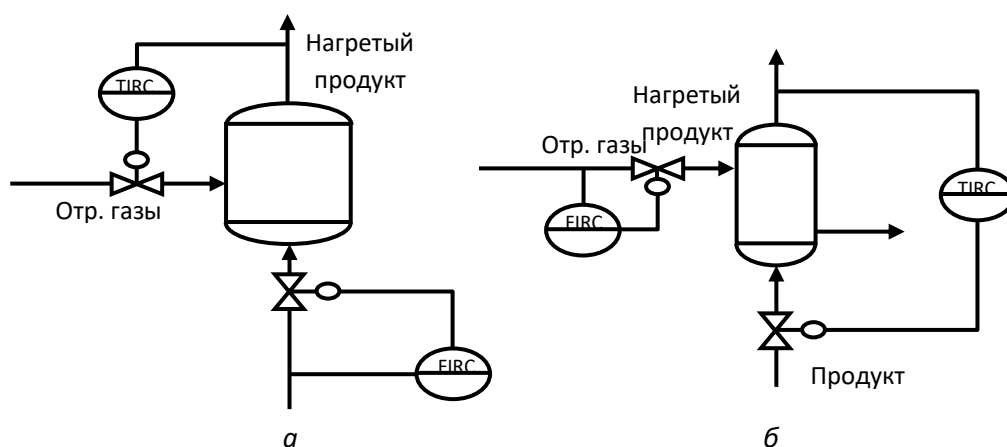 Нагретый
продукт
TIRC
Отр. газы
FIRC
а
Нагретый
продукт
Отр. газы
FIRC
TIRC
Продукт
б